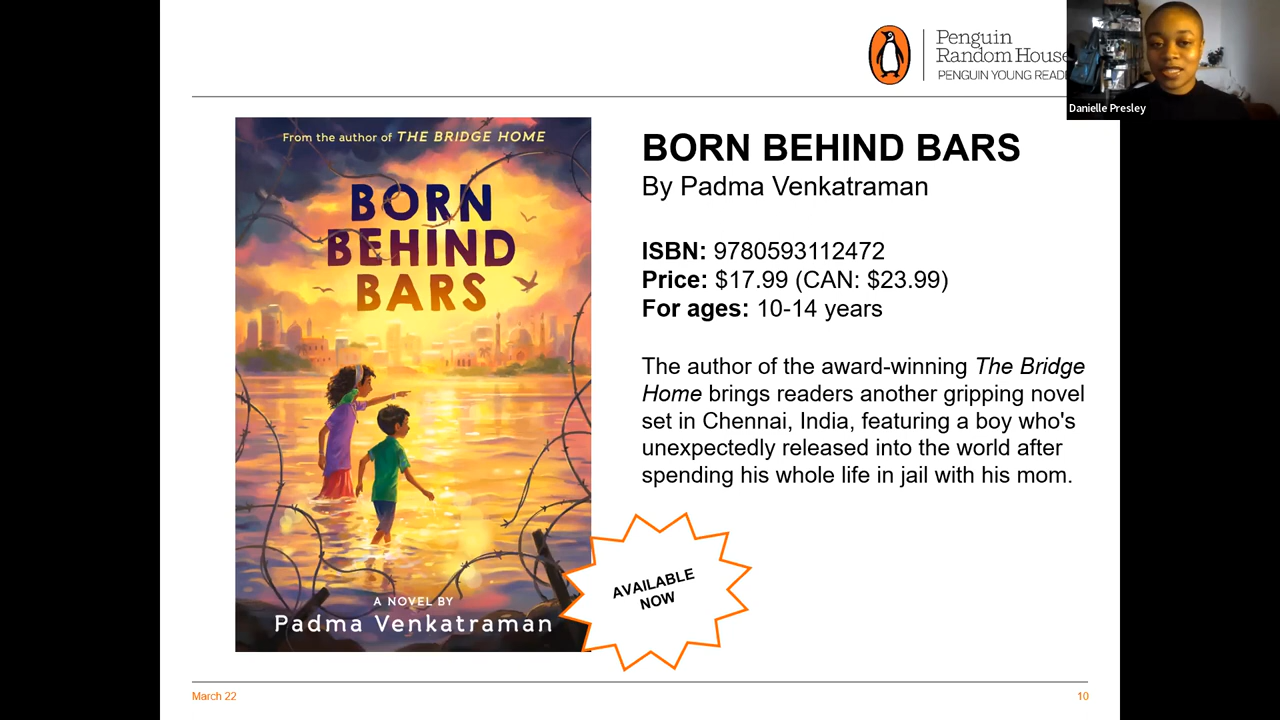 Penguin
Random House
PENGUIN YOUNG READ
Danielle Presley
From the author of THE BRIDGE HOME
BORN
BEHIND
BARS
A NOVEL BY
Padma Venkatraman
BORN BEHIND BARS
By Padma Venkatraman
ISBN: 9780593112472
Price: $17.99 (CAN: $23.99)
For ages: 10-14 years
The author of the award-winning The Bridge
Home brings readers another gripping novel
set in Chennai, India, featuring a boy who's
unexpectedly released into the world after
spending his whole life in jail with his mom.
AVAILABLE
NOW
March 22
10